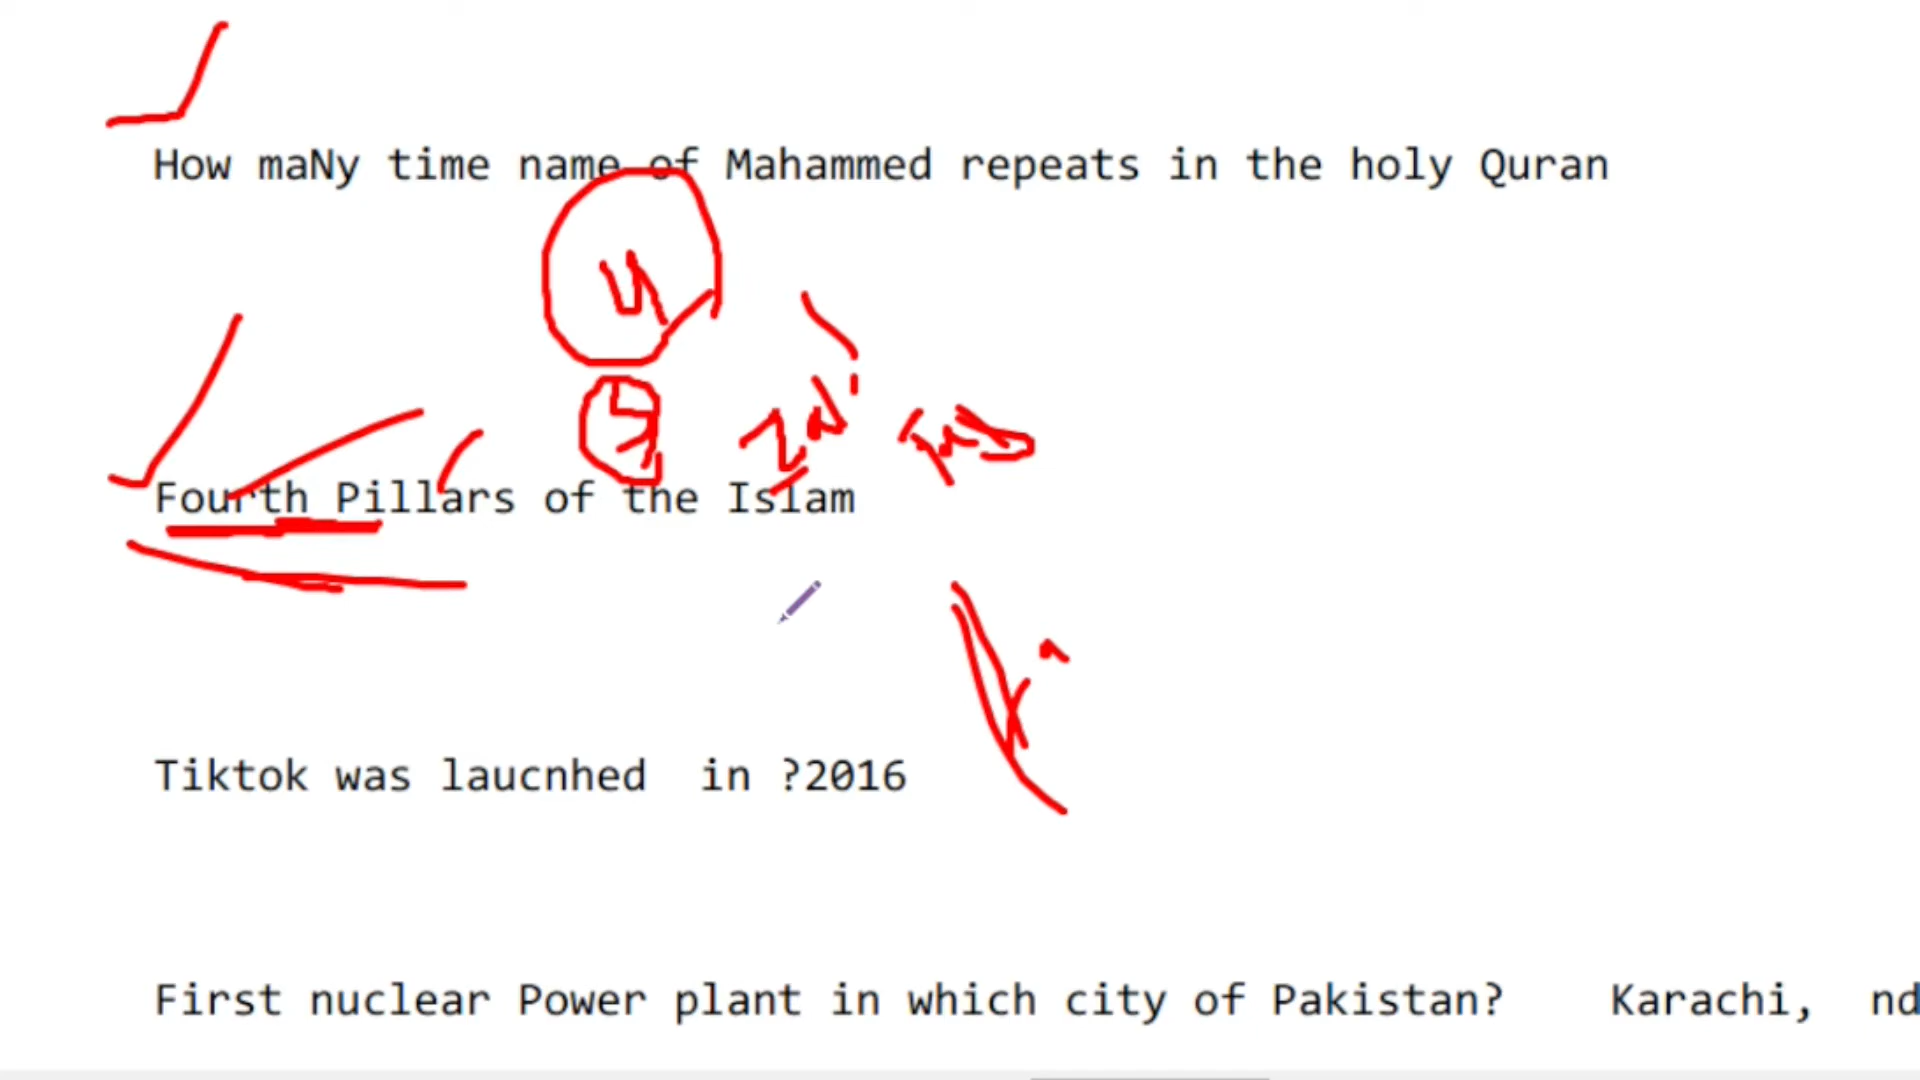 How maNy time name of Mahammed repeats in the holy Quran
4
Fourth Pillars of the Islam
Tiktok was laucnhed in ?2016
First nuclear Power plant in which city of Pakistan? Karachi, nd